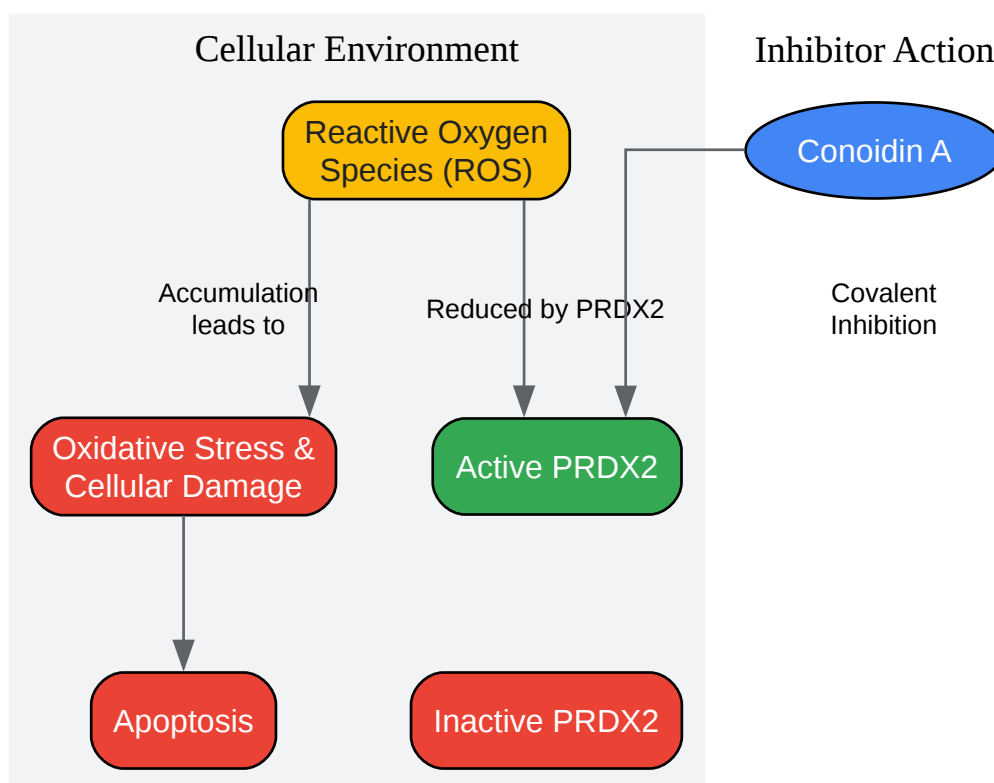 Cellular Environment
Inhibitor Action
Reactive Oxygen
Species (ROS)
Conoidin A
Accumulation
leads to
Reduced by PRDX2
Covalent
Inhibition
Oxidative Stress &
Cellular Damage
Active PRDX2
Apoptosis
Inactive PRDX2